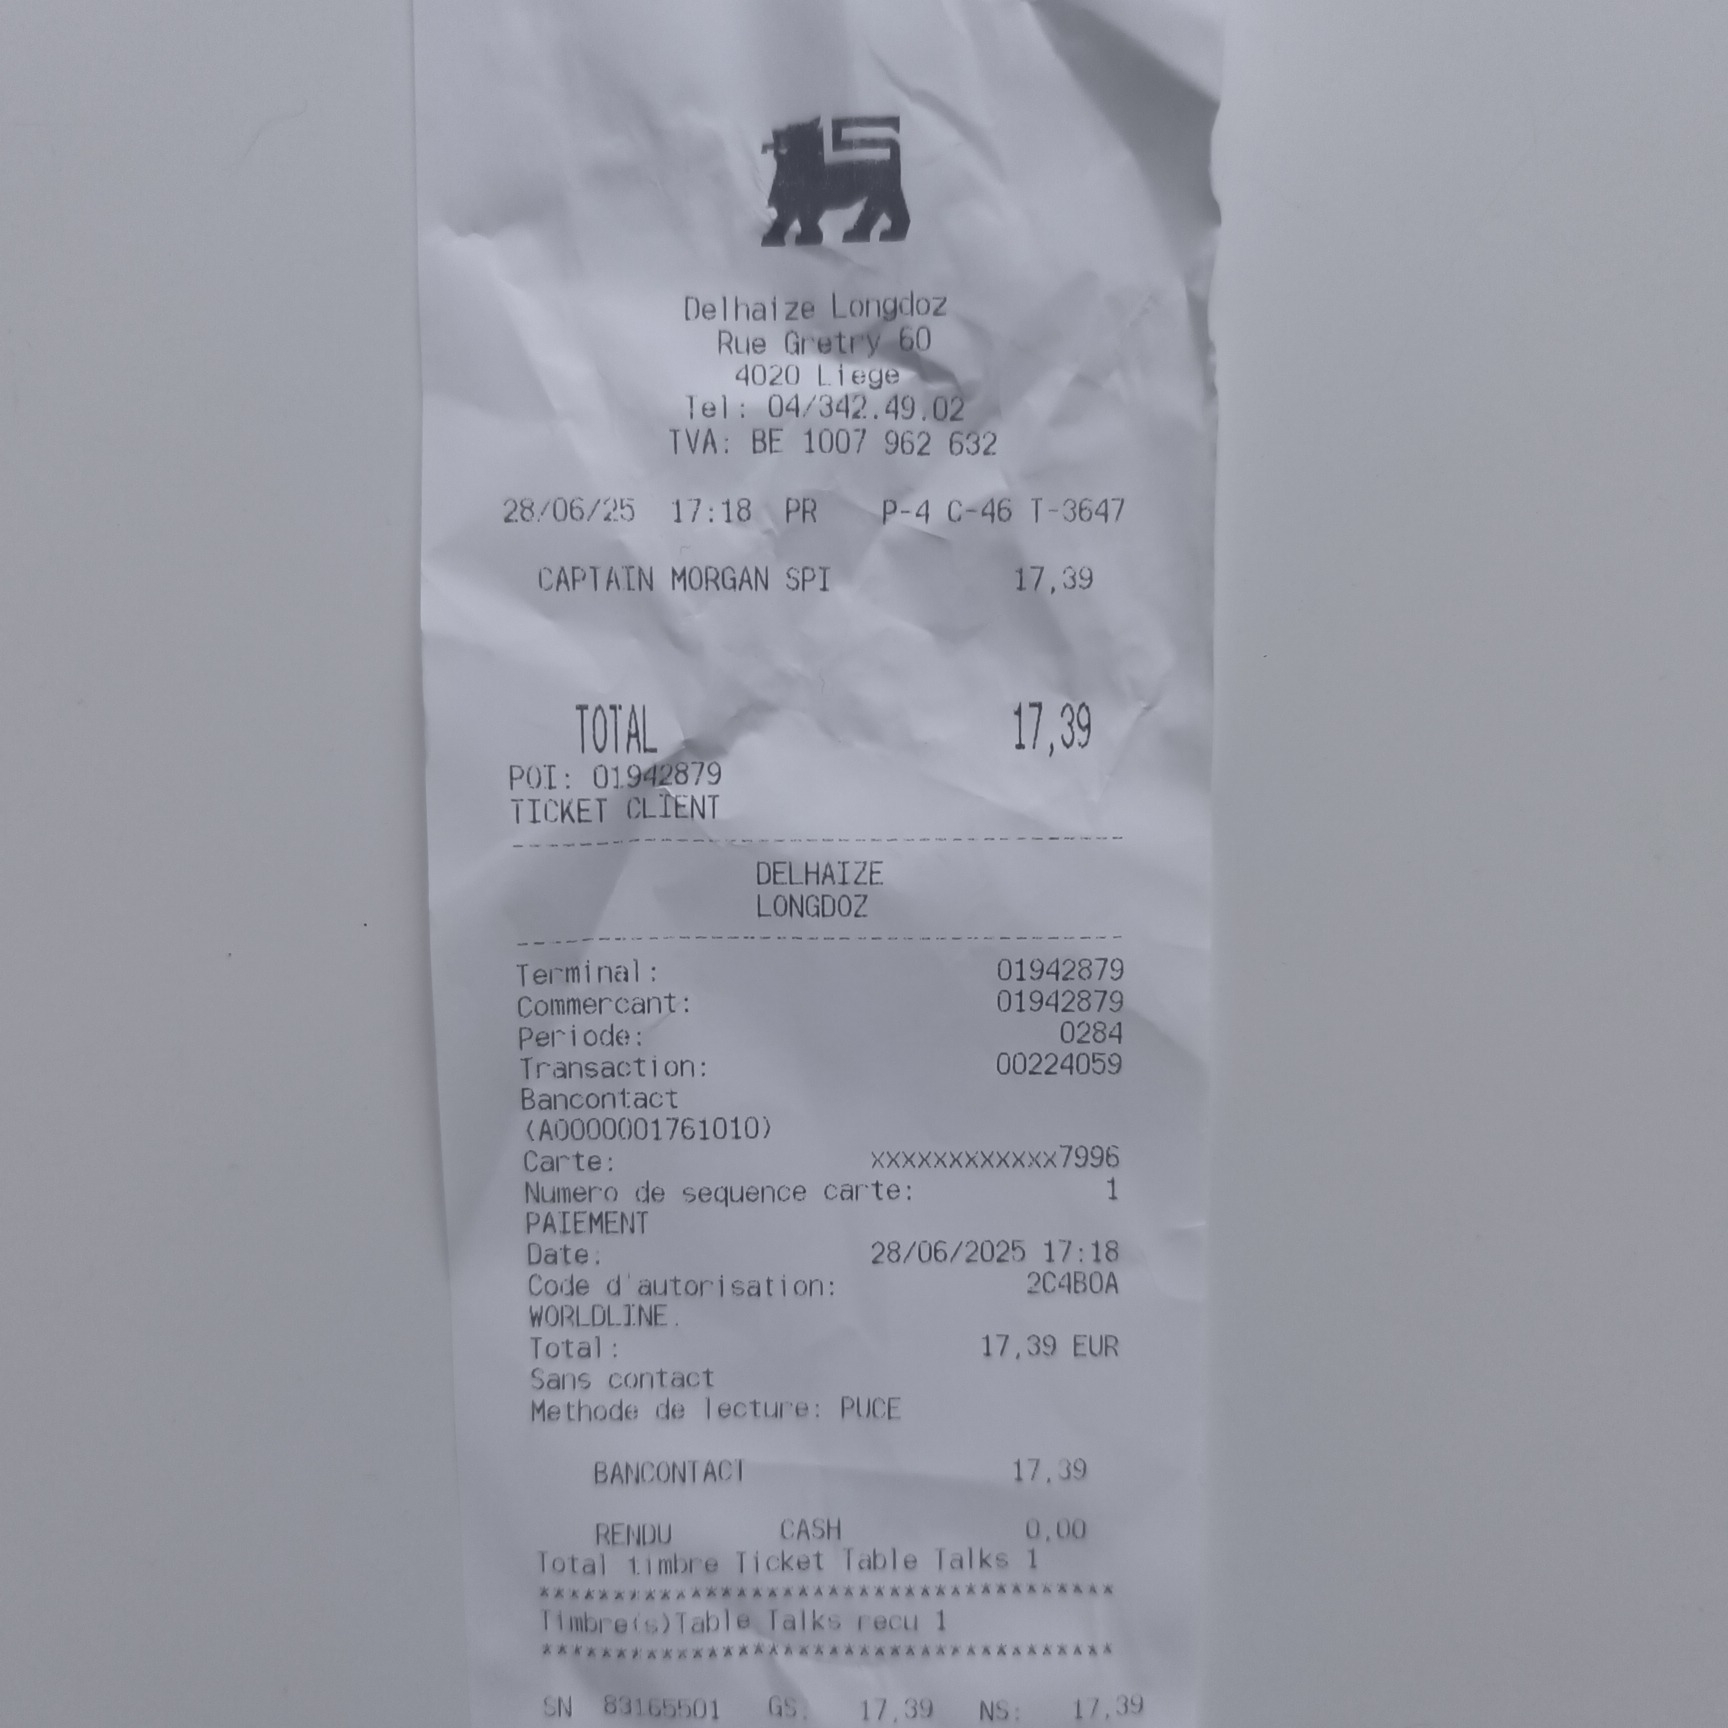 Delhaize Longdoz
Rue Gretry 60
4020 Liege
Tel: 04/342.49.02
TVA: BE 1007 962 632
28/06/25 17:18 PR P-4 C-46 T-3647
CAPTAIN MORGAN SPI 17,39
TOTAL 17,39
POI: 01942879
TICKET CLIENT
DELHAIZE
LONGDOZ
Terminal: 01942879
Commercant: 01942879
Periode: 0284
Transaction: 00224059
Bancontact
(A0000001761010)
Carte: xxxxxxxxxxxx7996
Numero de sequence carte: 1
PAIEMENT
Date: 28/06/2025 17:18
Code d'autorisation: 2C4B0A
WORLDLINE.
Total: 17,39 EUR
Sans contact
Methode de lecture: PUCE
BANCONTACT 17,39
RENDU CASH 0,00
Total timbre Ticket Table Talks 1
*************************************
Timbre(s)Table Talks recu 1
*************************************
SN 83165501 GS: 17,39 NS: 17,39